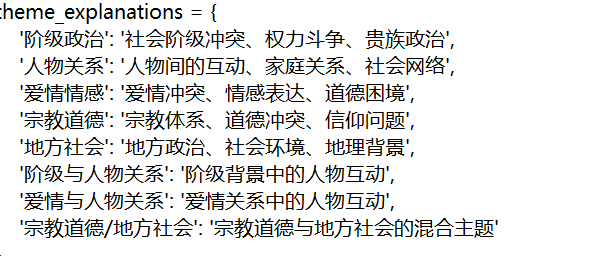 theme_explanations = {
'阶级政治': '社会阶级冲突、权力斗争、贵族政治',
'人物关系': '人物间的互动、家庭关系、社会网络',
'爱情情感': '爱情冲突、情感表达、道德困境',
'宗教道德': '宗教体系、道德冲突、信仰问题',
'地方社会': '地方政治、社会环境、地理背景',
'阶级与人物关系': '阶级背景中的人物互动',
'爱情与人物关系': '爱情关系中的人物互动',
'宗教道德/地方社会': '宗教道德与地方社会的混合主题'